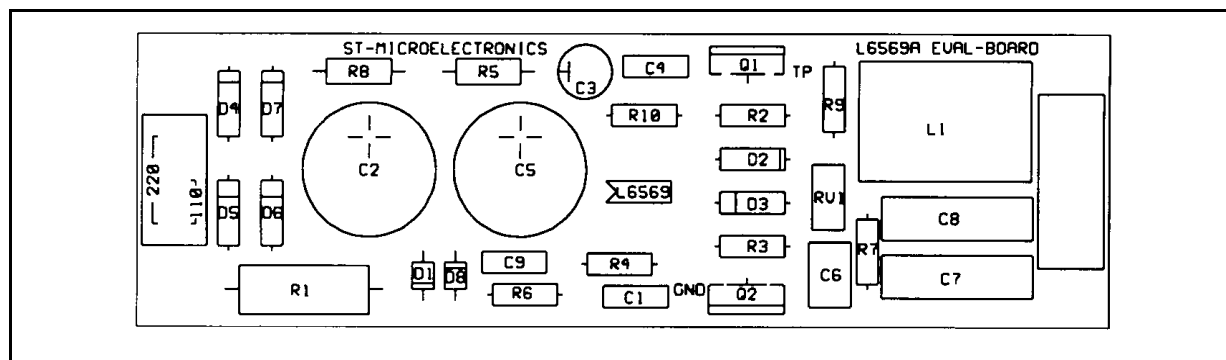 ST-MICROELECTRONICS
L6569A EVAL-BOARD
R8
R5
C3
C4
Q1
TP
D4
D7
R9
R10
R2
L1
220
110
C2
C5
D2
L6569
D5
D6
D3
RV1
C8
R3
R7
R1
D1
D8
C9
R4
C6
C7
R6
C1
GND
Q2